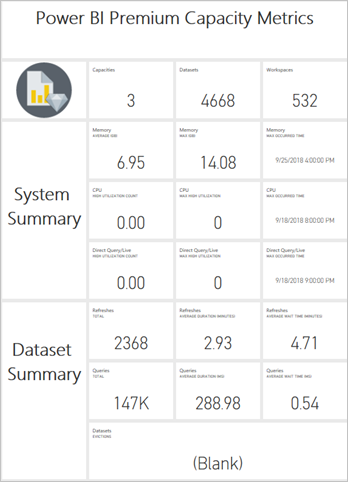 Power BI Premium Capacity Metrics
Capacities
3
Datasets
4668
Workspaces
532
System
Summary
Memory
AVERAGE (GB)
6.95
Memory
MAX (GB)
14.08
Memory
MAX OCCURRED TIME
9/25/2018 4:00:00 PM
CPU
HIGH UTILIZATION COUNT
0.00
CPU
MAX HIGH UTILIZATION
0
CPU
MAX OCCURRED TIME
9/18/2018 8:00:00 PM
Direct Query/Live
HIGH UTILIZATION COUNT
0.00
Direct Query/Live
MAX HIGH UTILIZATION
0
Direct Query/Live
MAX OCCURRED TIME
9/18/2018 9:00:00 PM
Dataset
Summary
Refreshes
TOTAL
2368
Refreshes
AVERAGE DURATION (MINUTES)
2.93
Refreshes
AVERAGE WAIT TIME (MINUTES)
4.71
Queries
TOTAL
147K
Queries
AVERAGE DURATION (MS)
288.98
Queries
AVERAGE WAIT TIME (MS)
0.54
Datasets
EVICTIONS
(Blank)